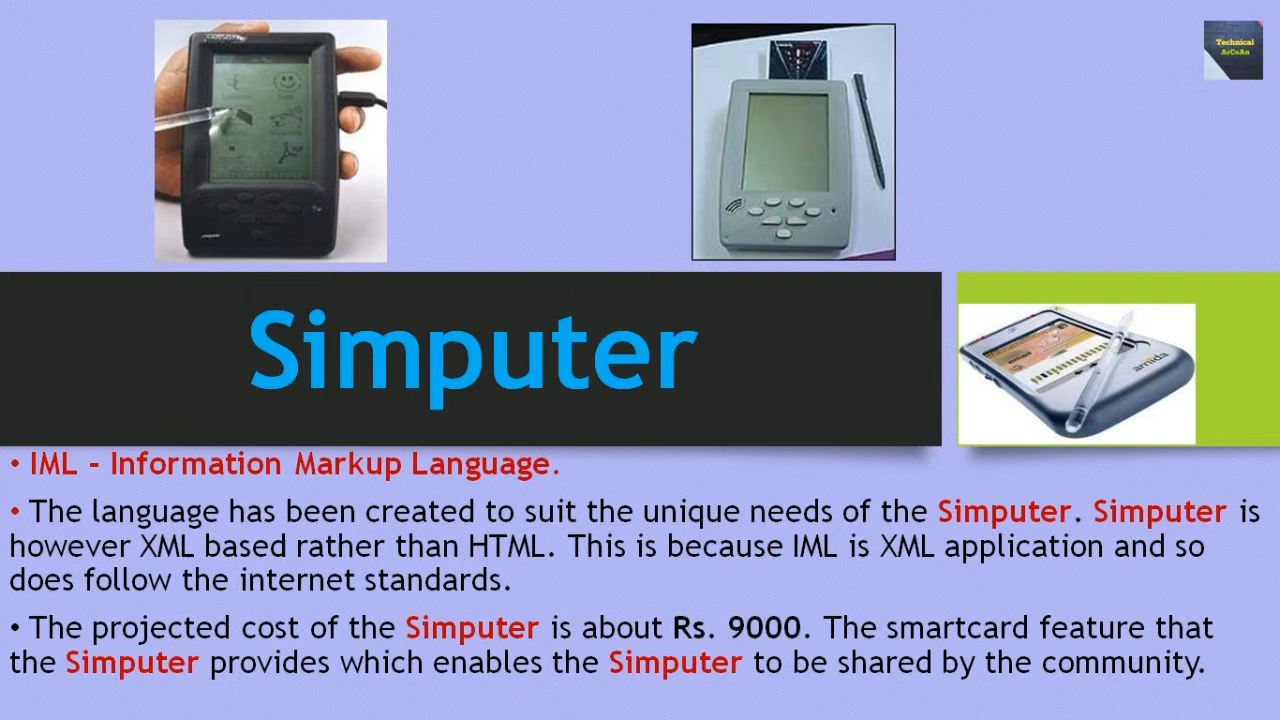 Technical
ArCoAn
Simputer
amida
• IML - Information Markup Language.
• The language has been created to suit the unique needs of the Simputer. Simputer is
however XML based rather than HTML. This is because IML is XML application and so
does follow the internet standards.
• The projected cost of the Simputer is about Rs. 9000. The smartcard feature that
the Simputer provides which enables the Simputer to be shared by the community.